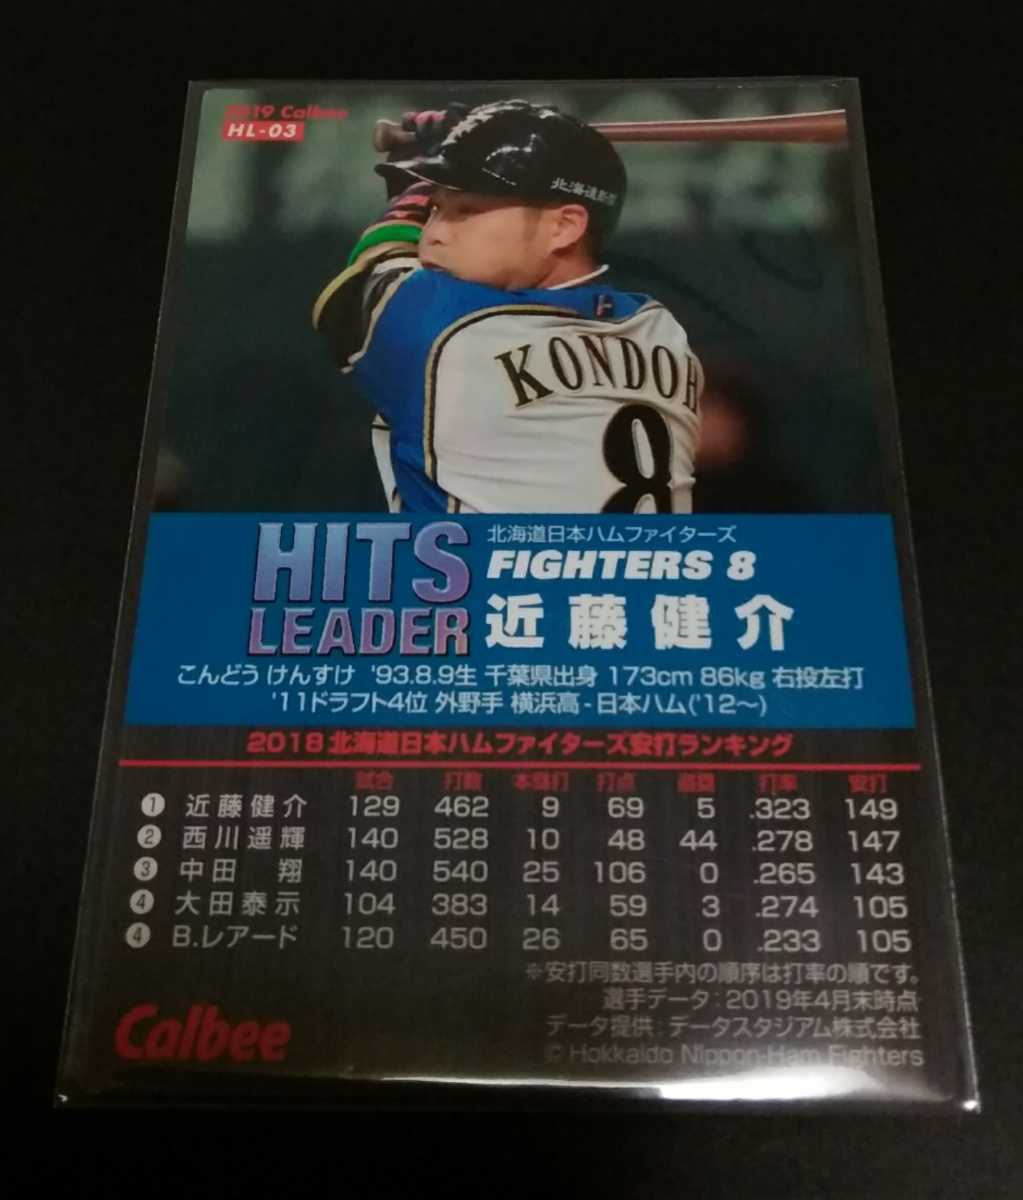 2019 Calbee
HL-03
KONDOH
8
HITS
LEADER
北海道日本ハムファイターズ
FIGHTERS 8
近藤健介
こんどう けんすけ '93.8.9生 千葉県出身 173cm 86kg 右投左打
'11ドラフト4位 外野手 横浜高-日本ハム('12〜)
2018北海道日本ハムファイターズ安打ランキング
試合 打数 本塁打 打点 盗塁 打率 安打
① 近藤健介 129 462 9 69 5 .323 149
② 西川遥輝 140 528 10 48 44 .278 147
③ 中田 翔 140 540 25 106 0 .265 143
④ 大田泰示 104 383 14 59 3 .274 105
④ B.レアード 120 450 26 65 0 .233 105
※安打同数選手内の順序は打率の順です。
選手データ:2019年4月末時点
データ提供:データスタジアム株式会社
© Hokkaido Nippon-Ham Fighters
Calbee